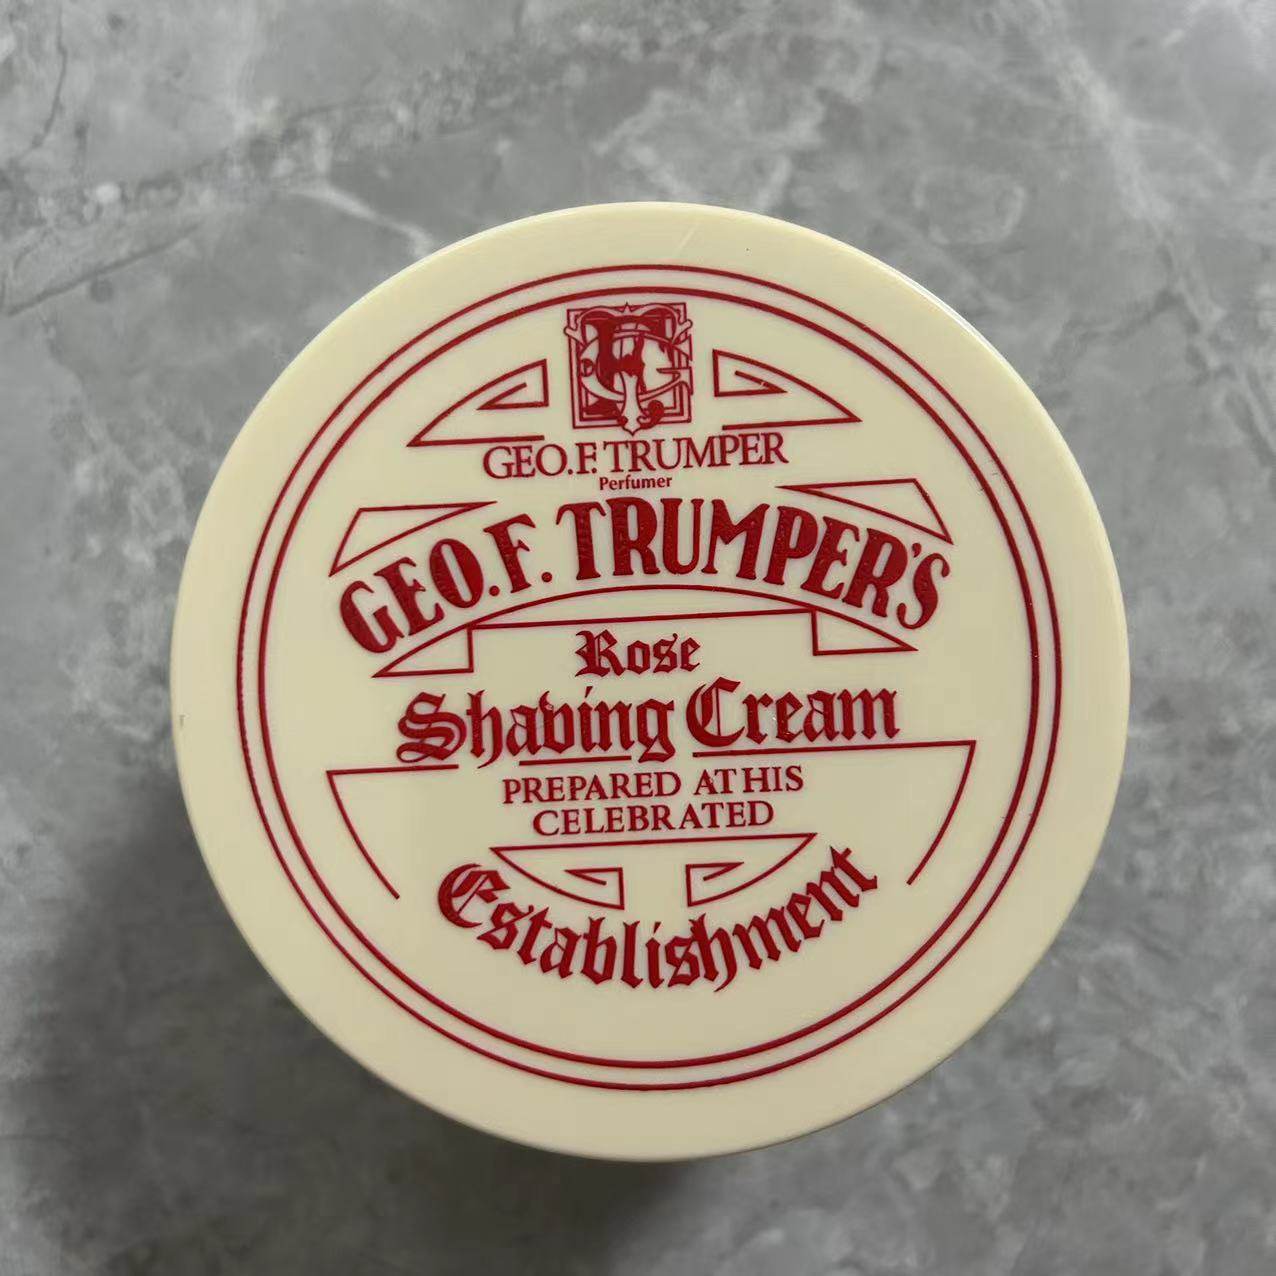 GEO.F. TRUMPER
Perfumer
GEO.F. TRUMPER'S
Rose
Shaving Cream
PREPARED AT HIS
CELEBRATED
Establishment